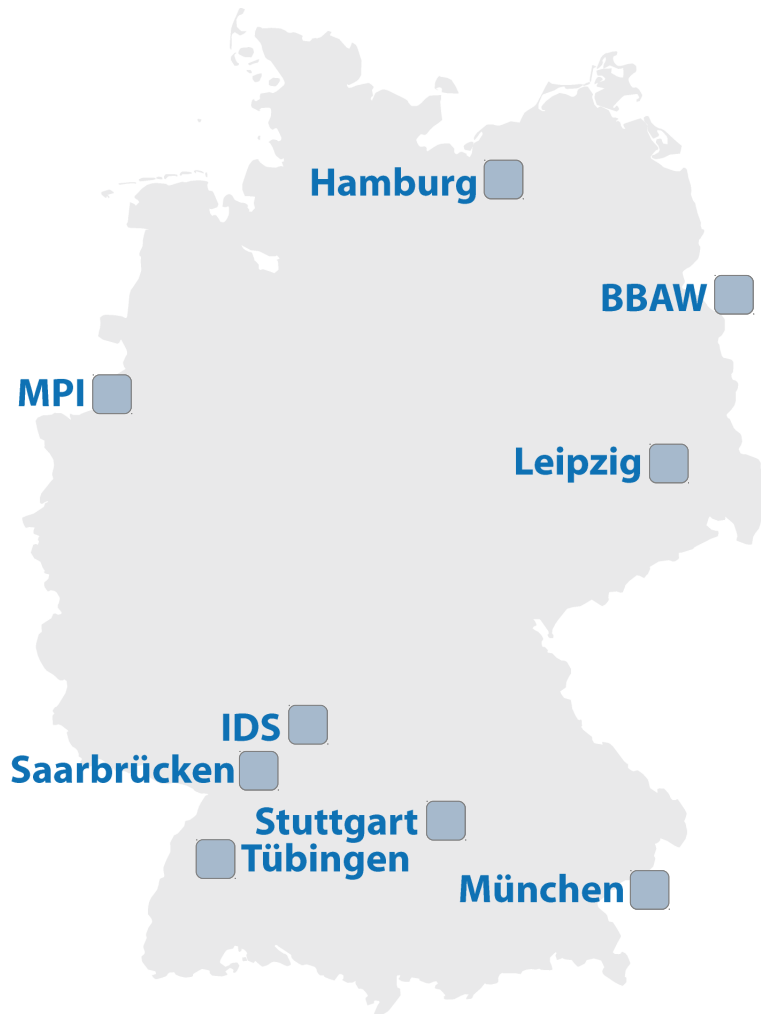 Hamburg
BBAW
MPI
Leipzig
IDS
Saarbrücken
Stuttgart
Tübingen
München